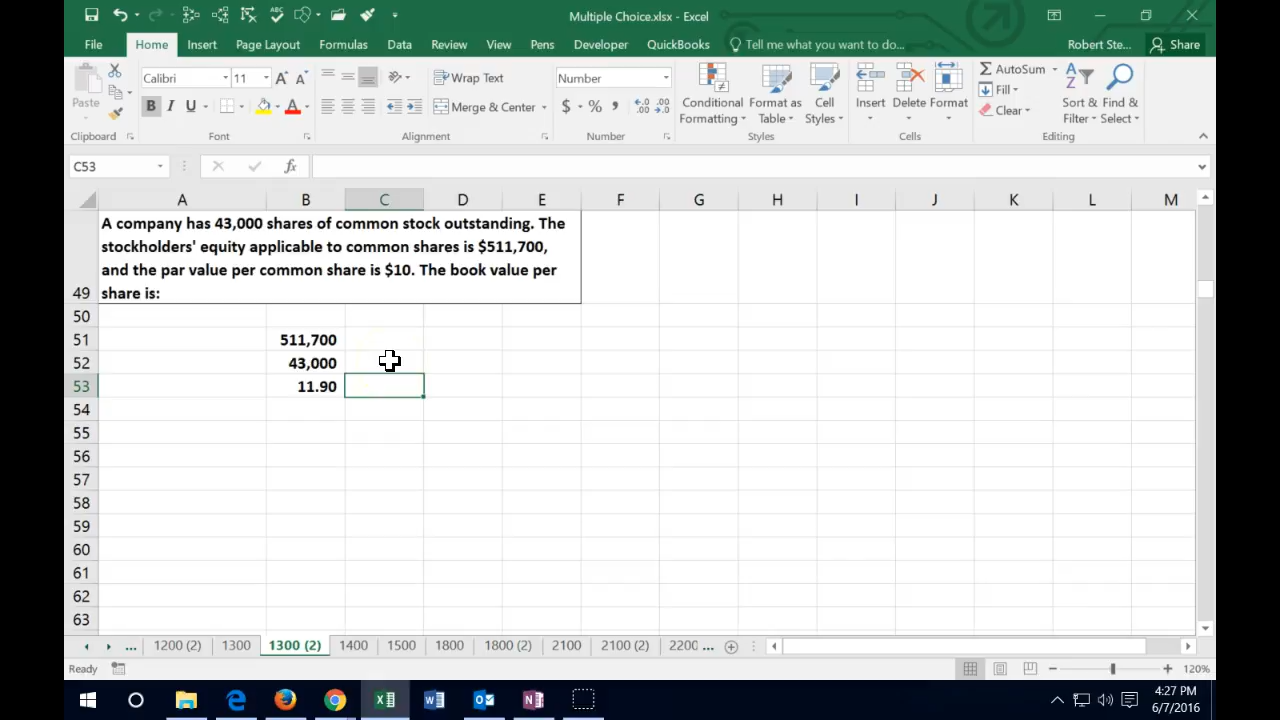 Multiple Choice.xlsx - Excel
File Home Insert Page Layout Formulas Data Review View Pens Developer QuickBooks Tell me what you want to do... Robert Ste... Share
Paste
Calibri 11
B I U A
Wrap Text
Merge & Center
Number
$ % ,
Conditional Formatting
Format as Table
Cell Styles
Insert Delete Format
AutoSum
Fill
Clear
Sort & Filter
Find & Select
Clipboard Font Alignment Number Styles Cells Editing
C53 fx
A B C D E F G H I J K L M
A company has 43,000 shares of common stock outstanding. The
stockholders' equity applicable to common shares is $511,700,
and the par value per common share is $10. The book value per
49 share is:
50
51 511,700
52 43,000
53 11.90
54
55
56
57
58
59
60
61
62
63
... 1200 (2) 1300 1300 (2) 1400 1500 1800 1800 (2) 2100 2100 (2) 2200 ...
Ready 120%
4:27 PM
6/7/2016